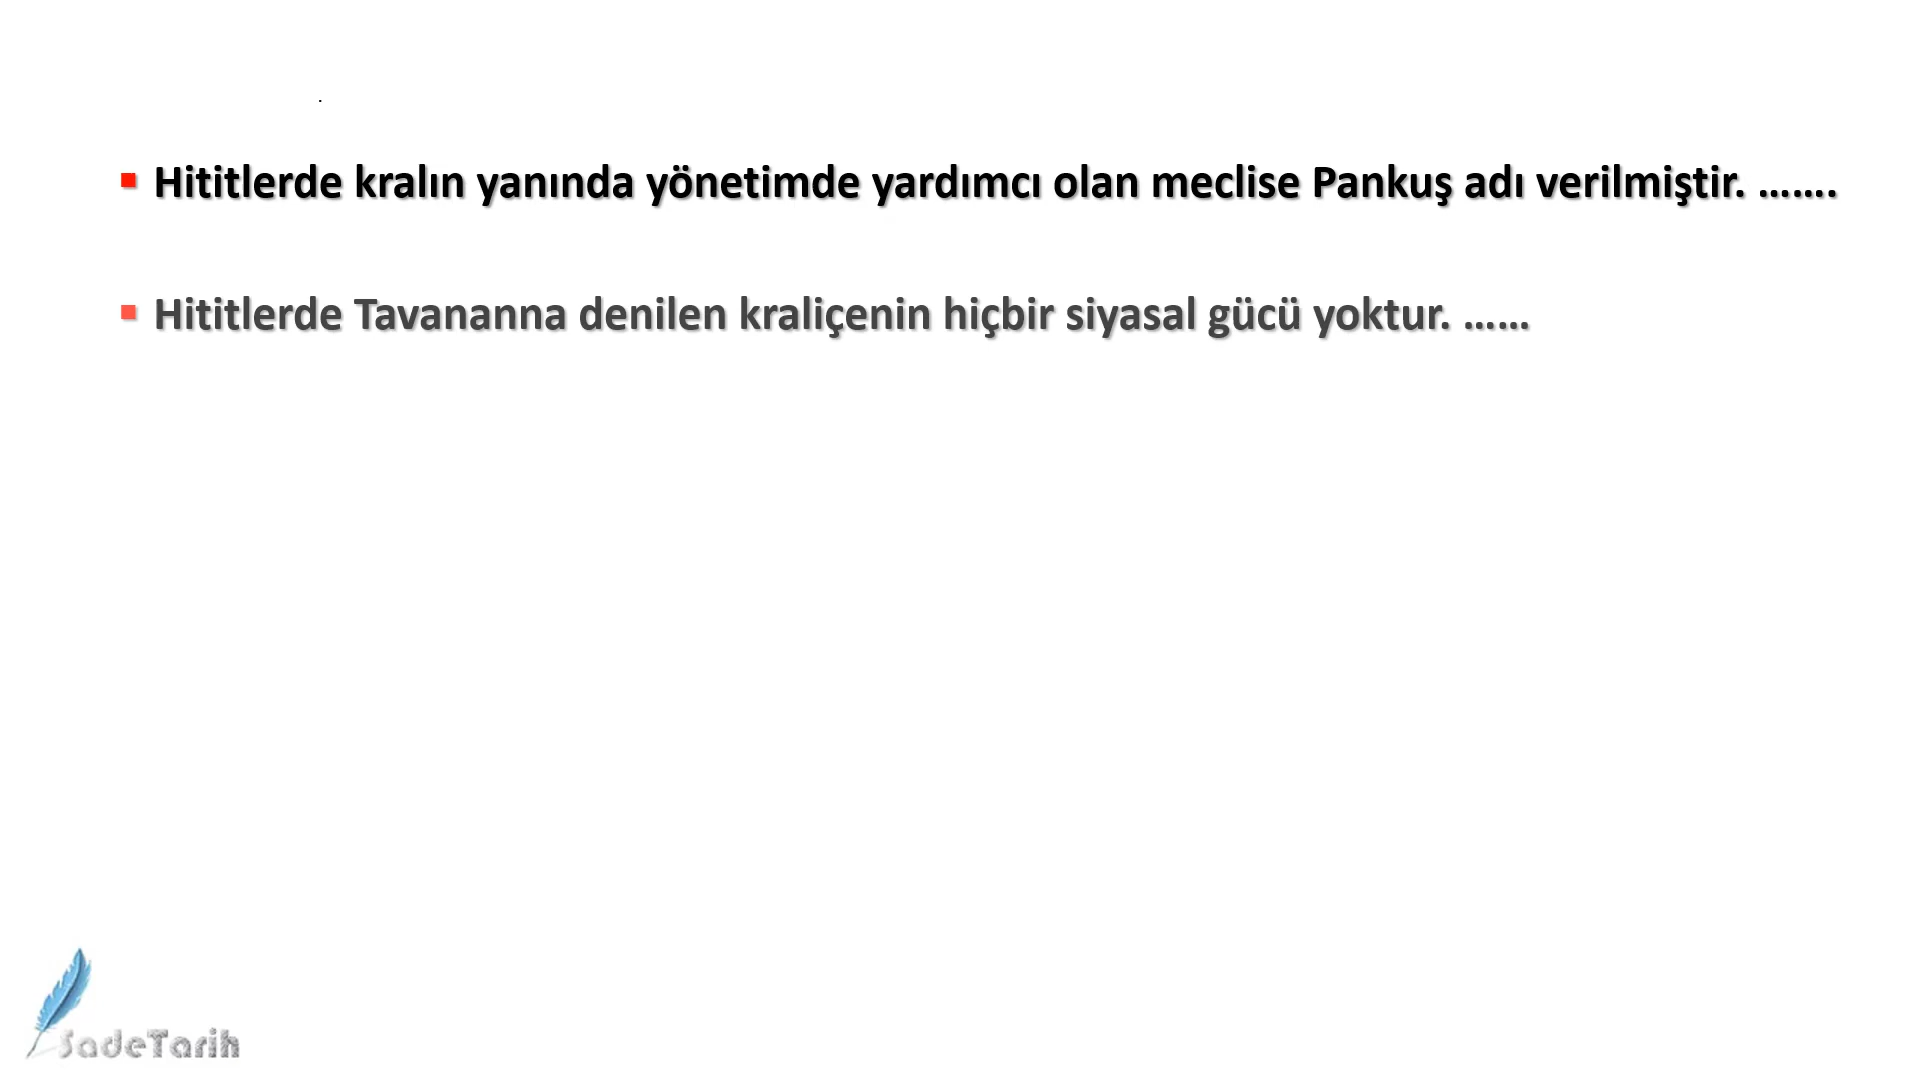 .
▪ Hititlerde kralın yanında yönetimde yardımcı olan meclise Pankuş adı verilmiştir. …….
▪ Hititlerde Tavananna denilen kraliçenin hiçbir siyasal gücü yoktur. ……
SadeTarih